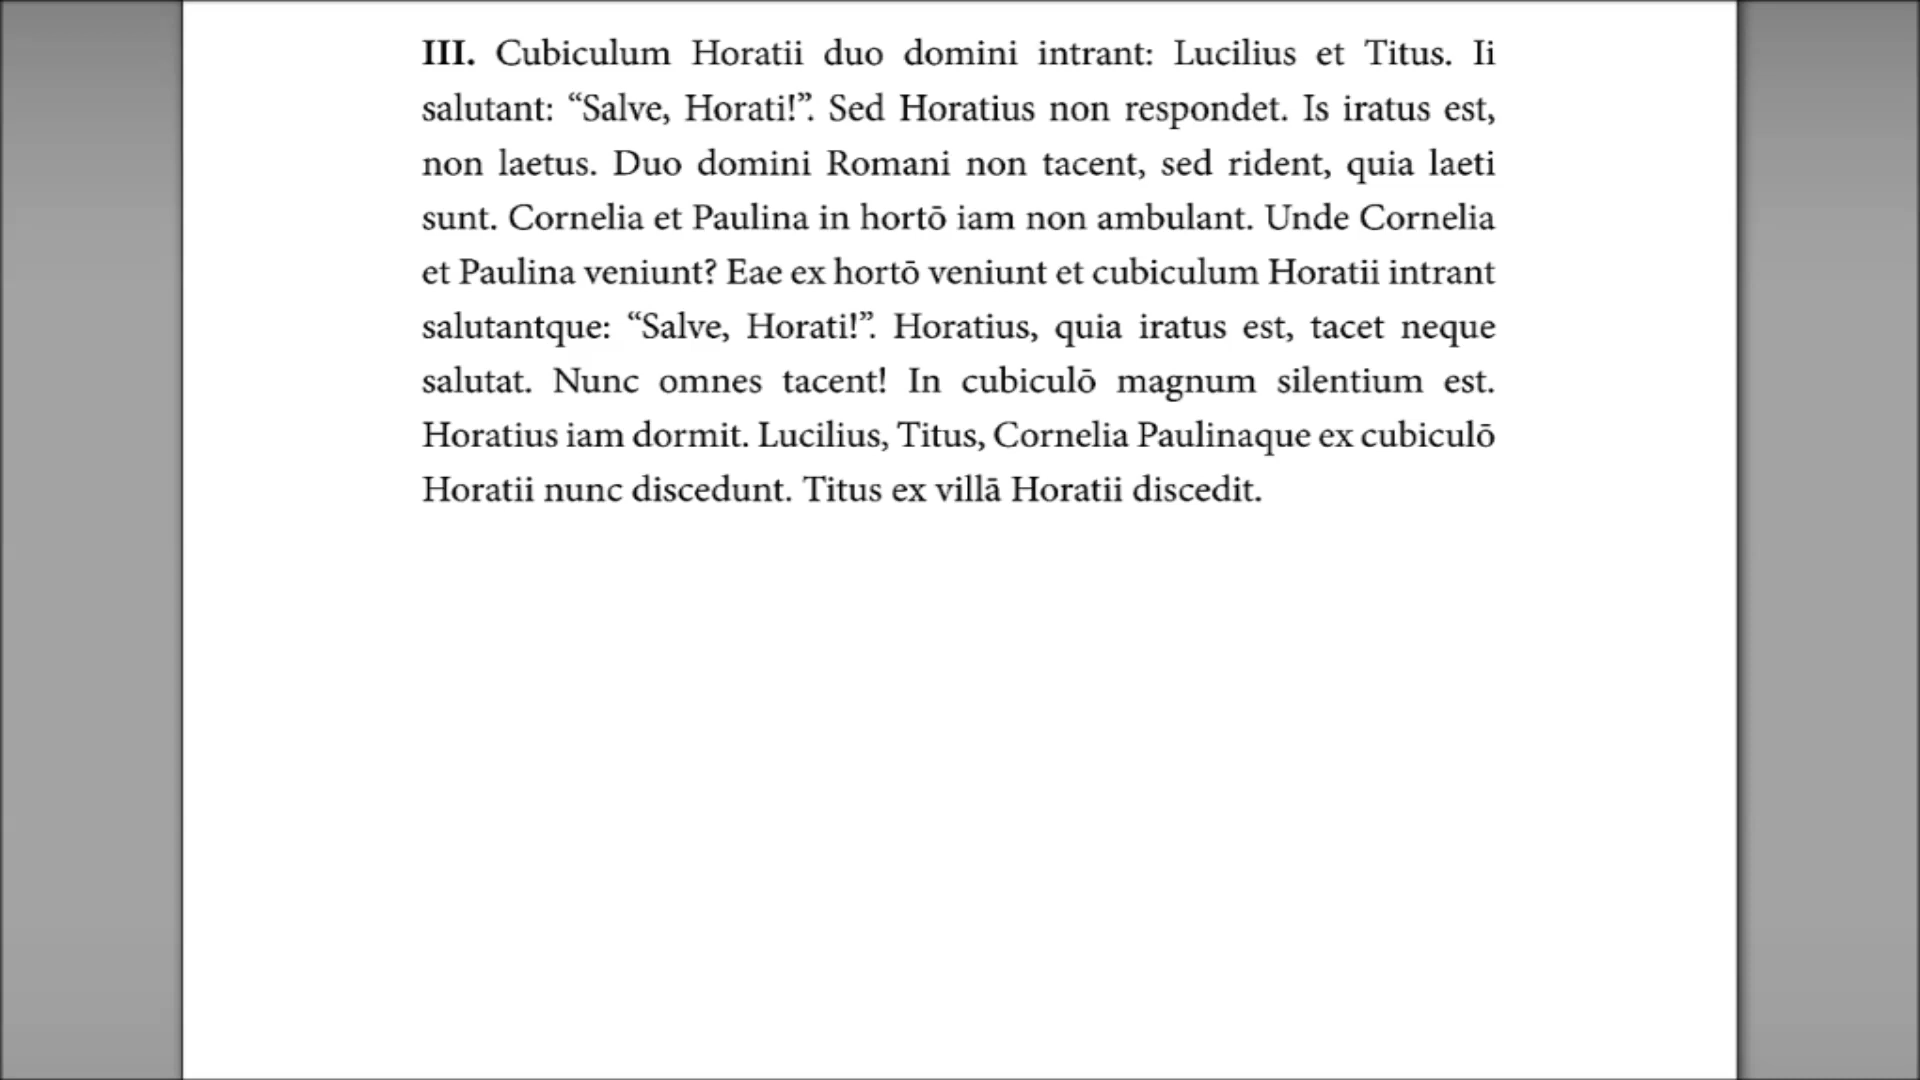 III. Cubiculum Horatii duo domini intrant: Lucilius et Titus. Ii
salutant: “Salve, Horati!”. Sed Horatius non respondet. Is iratus est,
non laetus. Duo domini Romani non tacent, sed rident, quia laeti
sunt. Cornelia et Paulina in hortō iam non ambulant. Unde Cornelia
et Paulina veniunt? Eae ex hortō veniunt et cubiculum Horatii intrant
salutantque: “Salve, Horati!”. Horatius, quia iratus est, tacet neque
salutat. Nunc omnes tacent! In cubiculō magnum silentium est.
Horatius iam dormit. Lucilius, Titus, Cornelia Paulinaque ex cubiculō
Horatii nunc discedunt. Titus ex villā Horatii discedit.